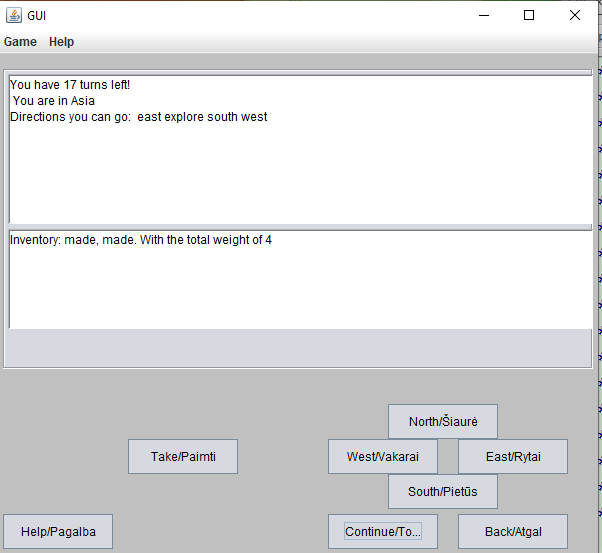 GUI
Game Help
You have 17 turns left!
You are in Asia
Directions you can go: east explore south west
Inventory: made, made. With the total weight of 4
North/Šiaurė
Take/Paimti
West/Vakarai
East/Rytai
South/Pietūs
Help/Pagalba
Continue/To...
Back/Atgal